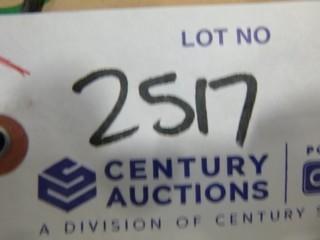 LOT NO
2517
CENTURY
AUCTIONS
A DIVISION OF CENTURY